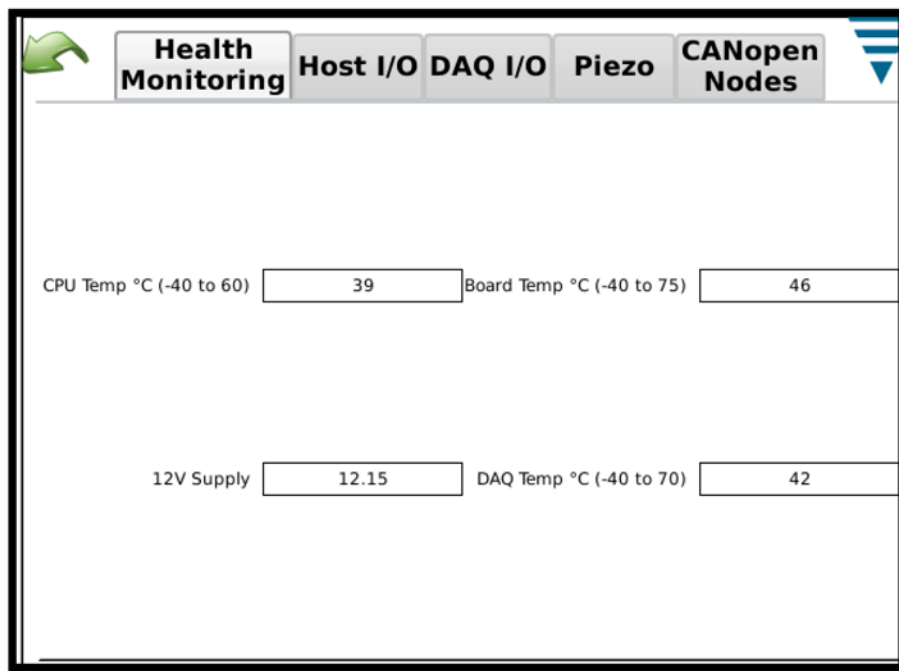 Health
Monitoring
Host I/O
DAQ I/O
Piezo
CANopen
Nodes
CPU Temp °C (-40 to 60) 39 Board Temp °C (-40 to 75) 46
12V Supply 12.15 DAQ Temp °C (-40 to 70) 42